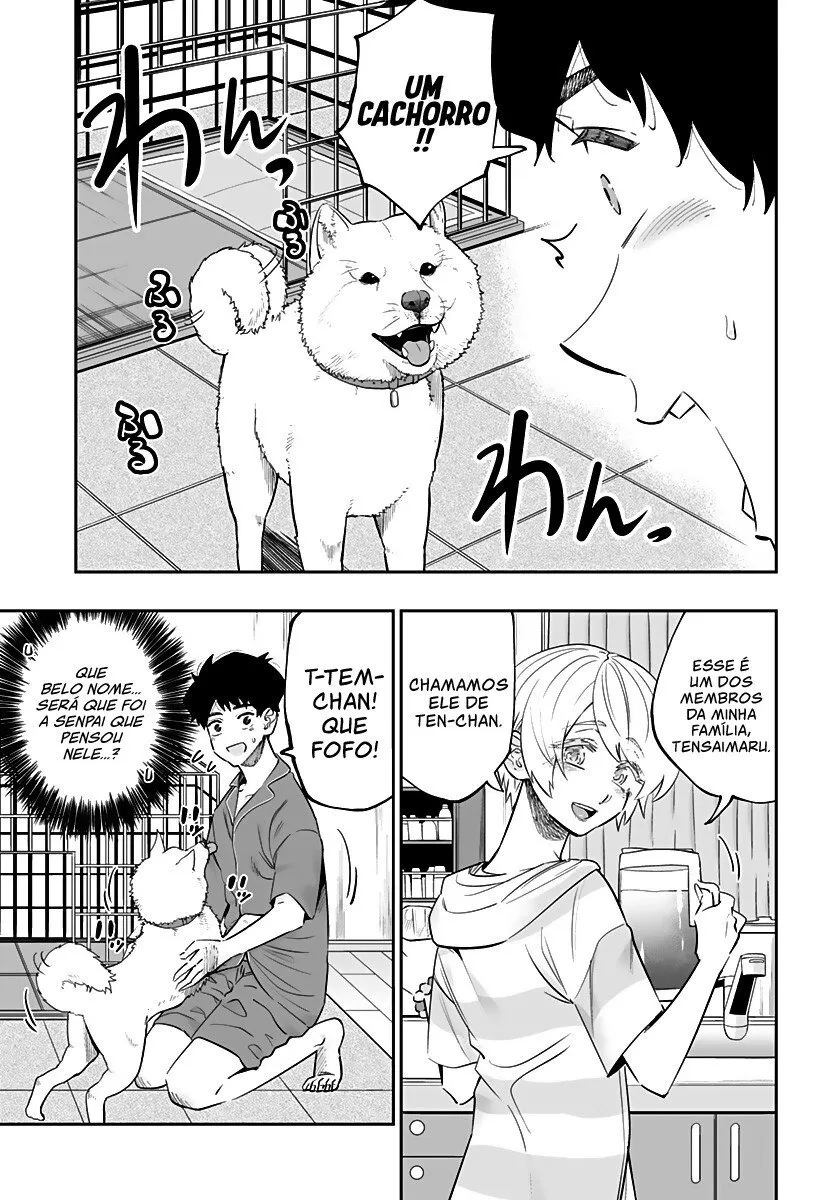 UM
CACHORRO
!!
わんっ
ふる
ふる
ふる
わんっ
ESSE É
UM DOS
MEMBROS
DA MINHA
FAMÍLIA,
TENSAIMARU.
CHAMAMOS
ELE DE
TEN-CHAN.
T-TEM-
CHAN!
QUE
FOFO!
QUE
BELO NOME...
SERÁ QUE FOI
A SENPAI QUE
PENSOU
NELE...?